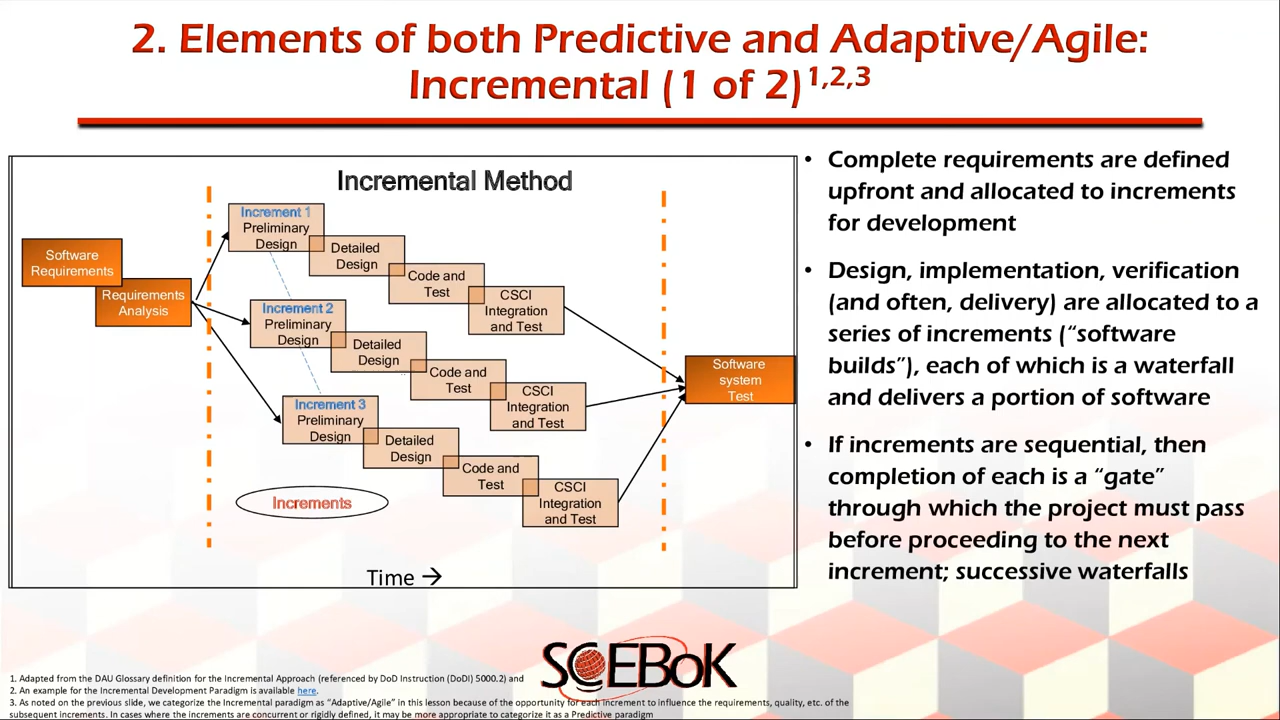 2. Elements of both Predictive and Adaptive/Agile:
Incremental (1 of 2)1,2,3
Incremental Method
Software
Requirements
Requirements
Analysis
Increment 1
Preliminary
Design
Detailed
Design
Code and
Test
CSCI
Integration
and Test
Increment 2
Preliminary
Design
Detailed
Design
Code and
Test
CSCI
Integration
and Test
Increment 3
Preliminary
Design
Detailed
Design
Code and
Test
CSCI
Integration
and Test
Software
system
Test
Increments
Time →
• Complete requirements are defined
upfront and allocated to increments
for development
• Design, implementation, verification
(and often, delivery) are allocated to a
series of increments (“software
builds”), each of which is a waterfall
and delivers a portion of software
• If increments are sequential, then
completion of each is a “gate”
through which the project must pass
before proceeding to the next
increment; successive waterfalls
SCEBoK
1. Adapted from the DAU Glossary definition for the Incremental Approach (referenced by DoD Instruction (DoDI) 5000.2) and
2. An example for the Incremental Development Paradigm is available here.
3. As noted on the previous slide, we categorize the Incremental paradigm as “Adaptive/Agile” in this lesson because of the opportunity for each increment to influence the requirements, quality, etc. of the
subsequent increments. In cases where the increments are concurrent or rigidly defined, it may be more appropriate to categorize it as a Predictive paradigm